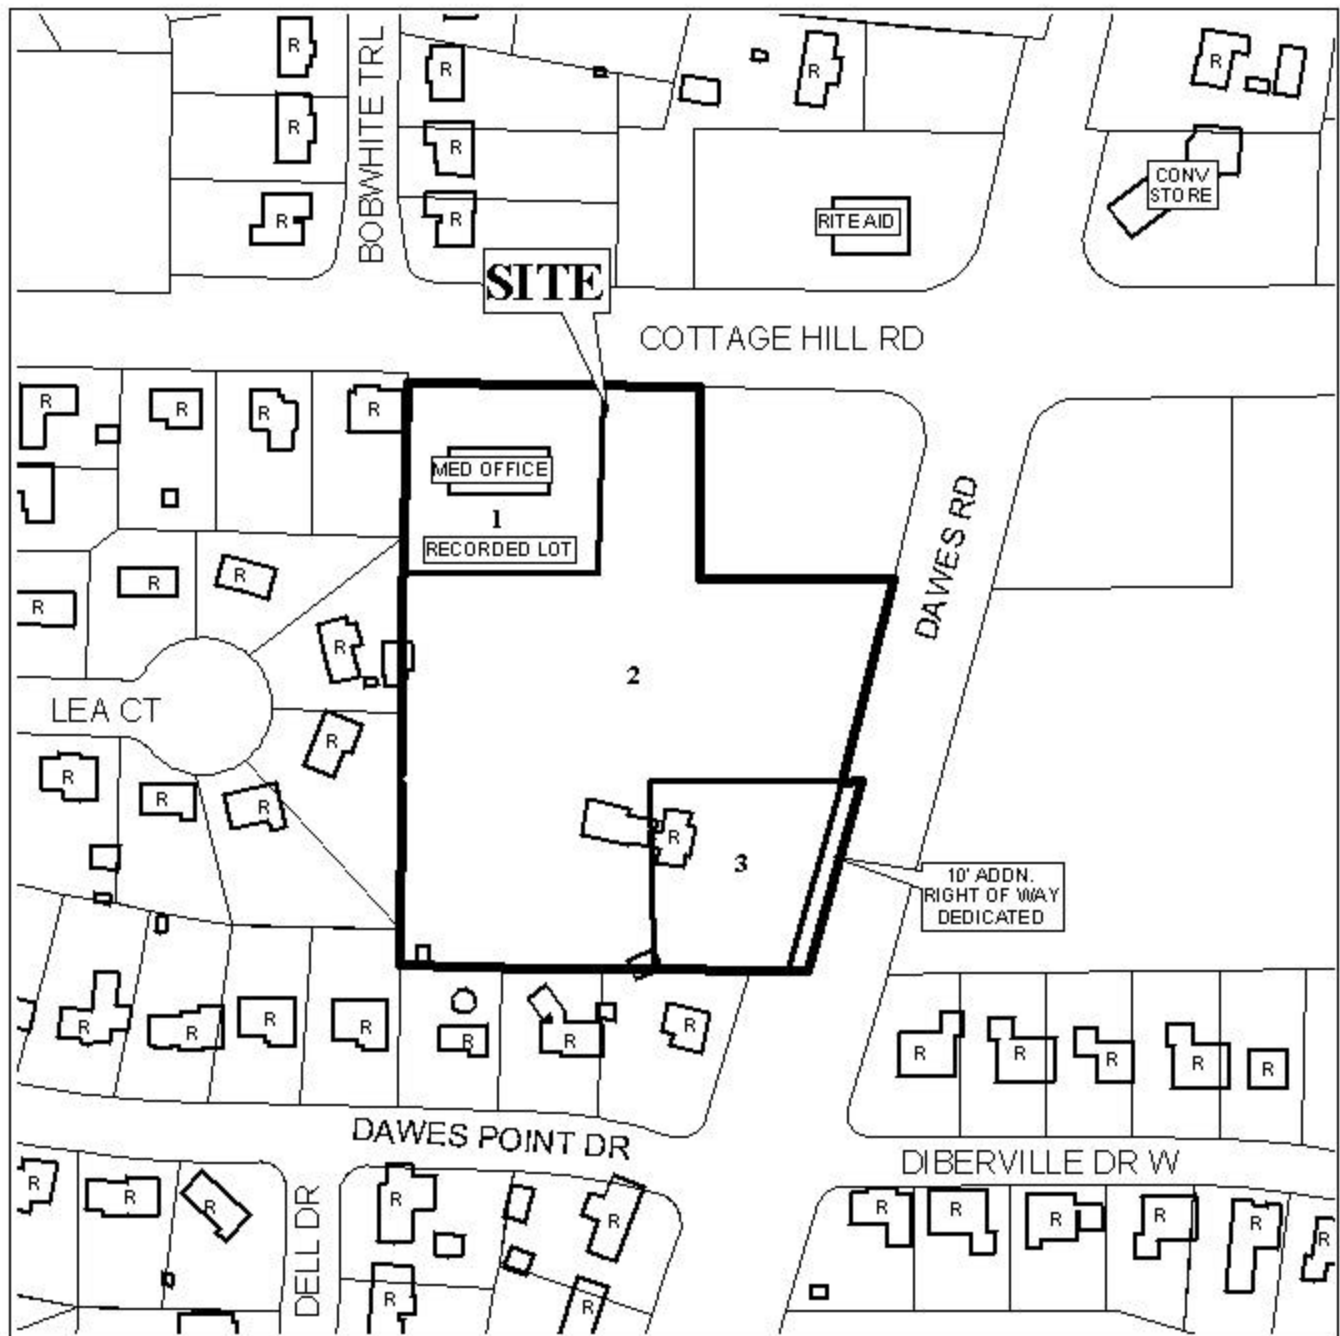 R
R
R
R
R
R
BOBWHITE TRL
R
R
CONV
STORE
RITE AID
SITE
COTTAGE HILL RD
R
R
R
R
MED OFFICE
1
RECORDED LOT
DAWES RD
R
R
R
R
2
LEA CT
R
R
R
R
R
3
10' ADDN.
RIGHT OF WAY
DEDICATED
R
R
R
R
R
R
R
R
R
R
R
R
DAWES POINT DR
DIBERVILLE DR W
R
R
R
R
R
DELL DR
R
R
R
R
R
R
R
R